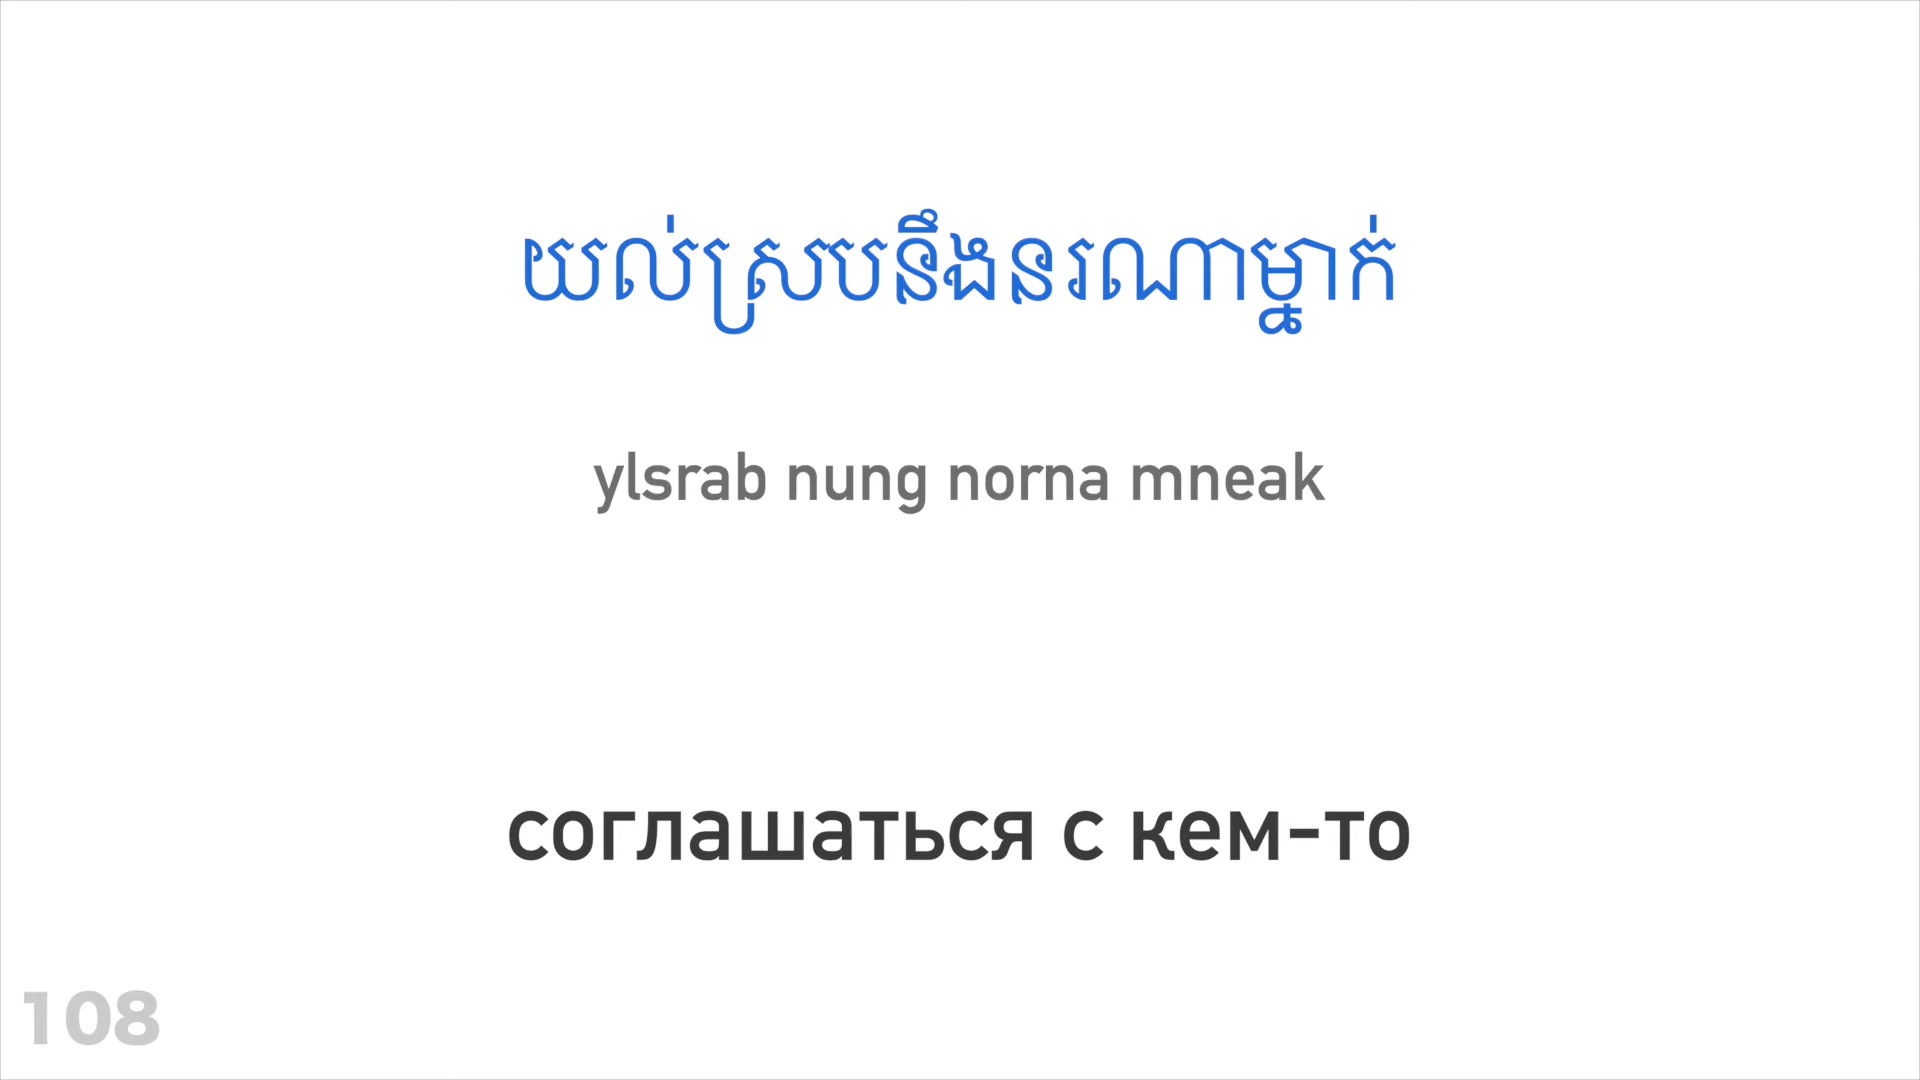 យល់ស្របនឹងនរណាម្នាក់
ylsrab nung norna mneak
соглашаться с кем-то
108